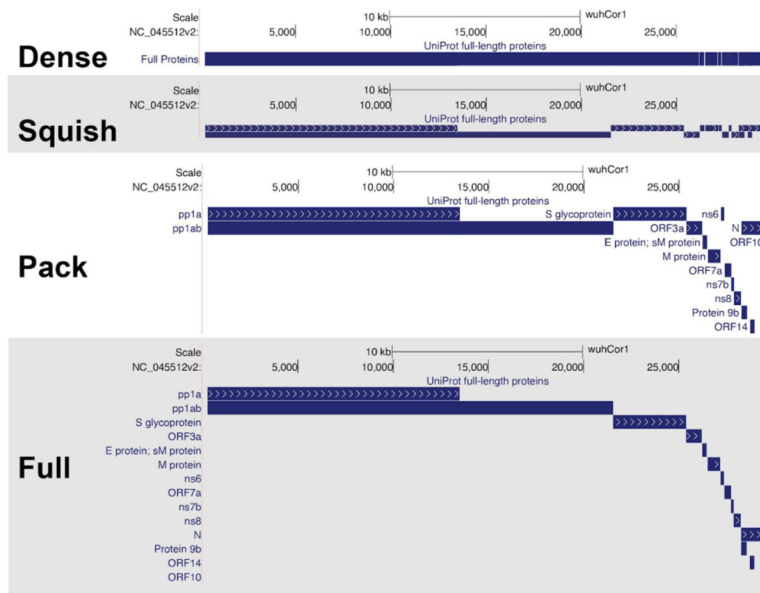 Dense
Scale 10 kb wuhCor1
NC_045512v2: 5,000 10,000 15,000 20,000 25,000
UniProt full-length proteins
Full Proteins
Squish
Scale 10 kb wuhCor1
NC_045512v2: 5,000 10,000 15,000 20,000 25,000
UniProt full-length proteins
Pack
Scale 10 kb wuhCor1
NC_045512v2: 5,000 10,000 15,000 20,000 25,000
UniProt full-length proteins
pp1a S glycoprotein ns6
pp1ab ORF3a N
E protein; sM protein ORF10
M protein
ORF7a
ns7b
ns8
Protein 9b
ORF14
Full
Scale 10 kb wuhCor1
NC_045512v2: 5,000 10,000 15,000 20,000 25,000
UniProt full-length proteins
pp1a
pp1ab
S glycoprotein
ORF3a
E protein; sM protein
M protein
ns6
ORF7a
ns7b
ns8
N
Protein 9b
ORF14
ORF10